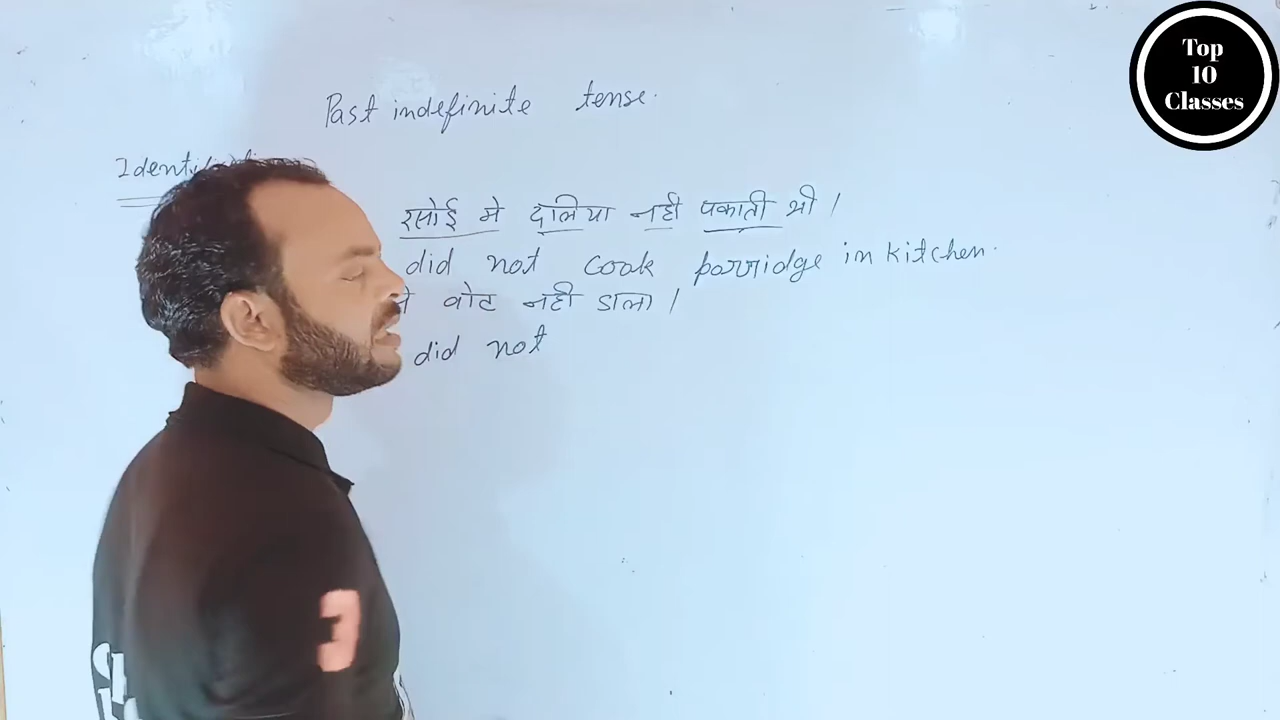 Past indefinite tense.
रसोई मे दलिया नही पकाती थी ।
did not cook porridge in kitchen.
ने वोट नही डाला ।
did not
Top
10
Classes
3